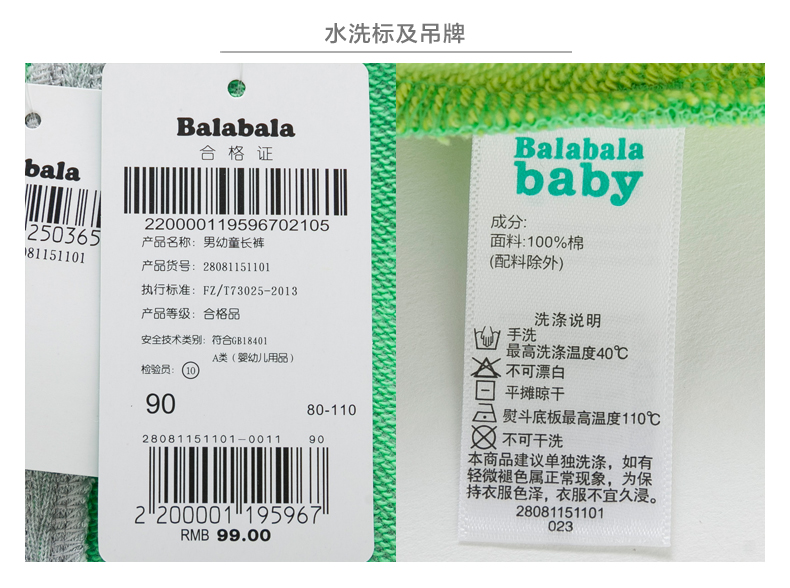 水洗标及吊牌
bala
250365
081151101
Balabala
合格证
220000119596702105
产品名称: 男幼童长裤
产品货号: 28081151101
执行标准: FZ/T73025-2013
产品等级: 合格品
安全技术类别: 符合GB18401
A类 (婴幼儿用品)
检验员: 10
90
80-110
28081151101-0011 90
2 200001 195967
RMB 99.00
Balabala
baby
成分:
面料:100%棉
(配料除外)
洗涤说明
手洗
最高洗涤温度40℃
不可漂白
平摊晾干
熨斗底板最高温度110℃
不可干洗
本商品建议单独洗涤，如有
轻微褪色属正常现象，为保
持衣服色泽，衣服不宜久浸。
28081151101
023